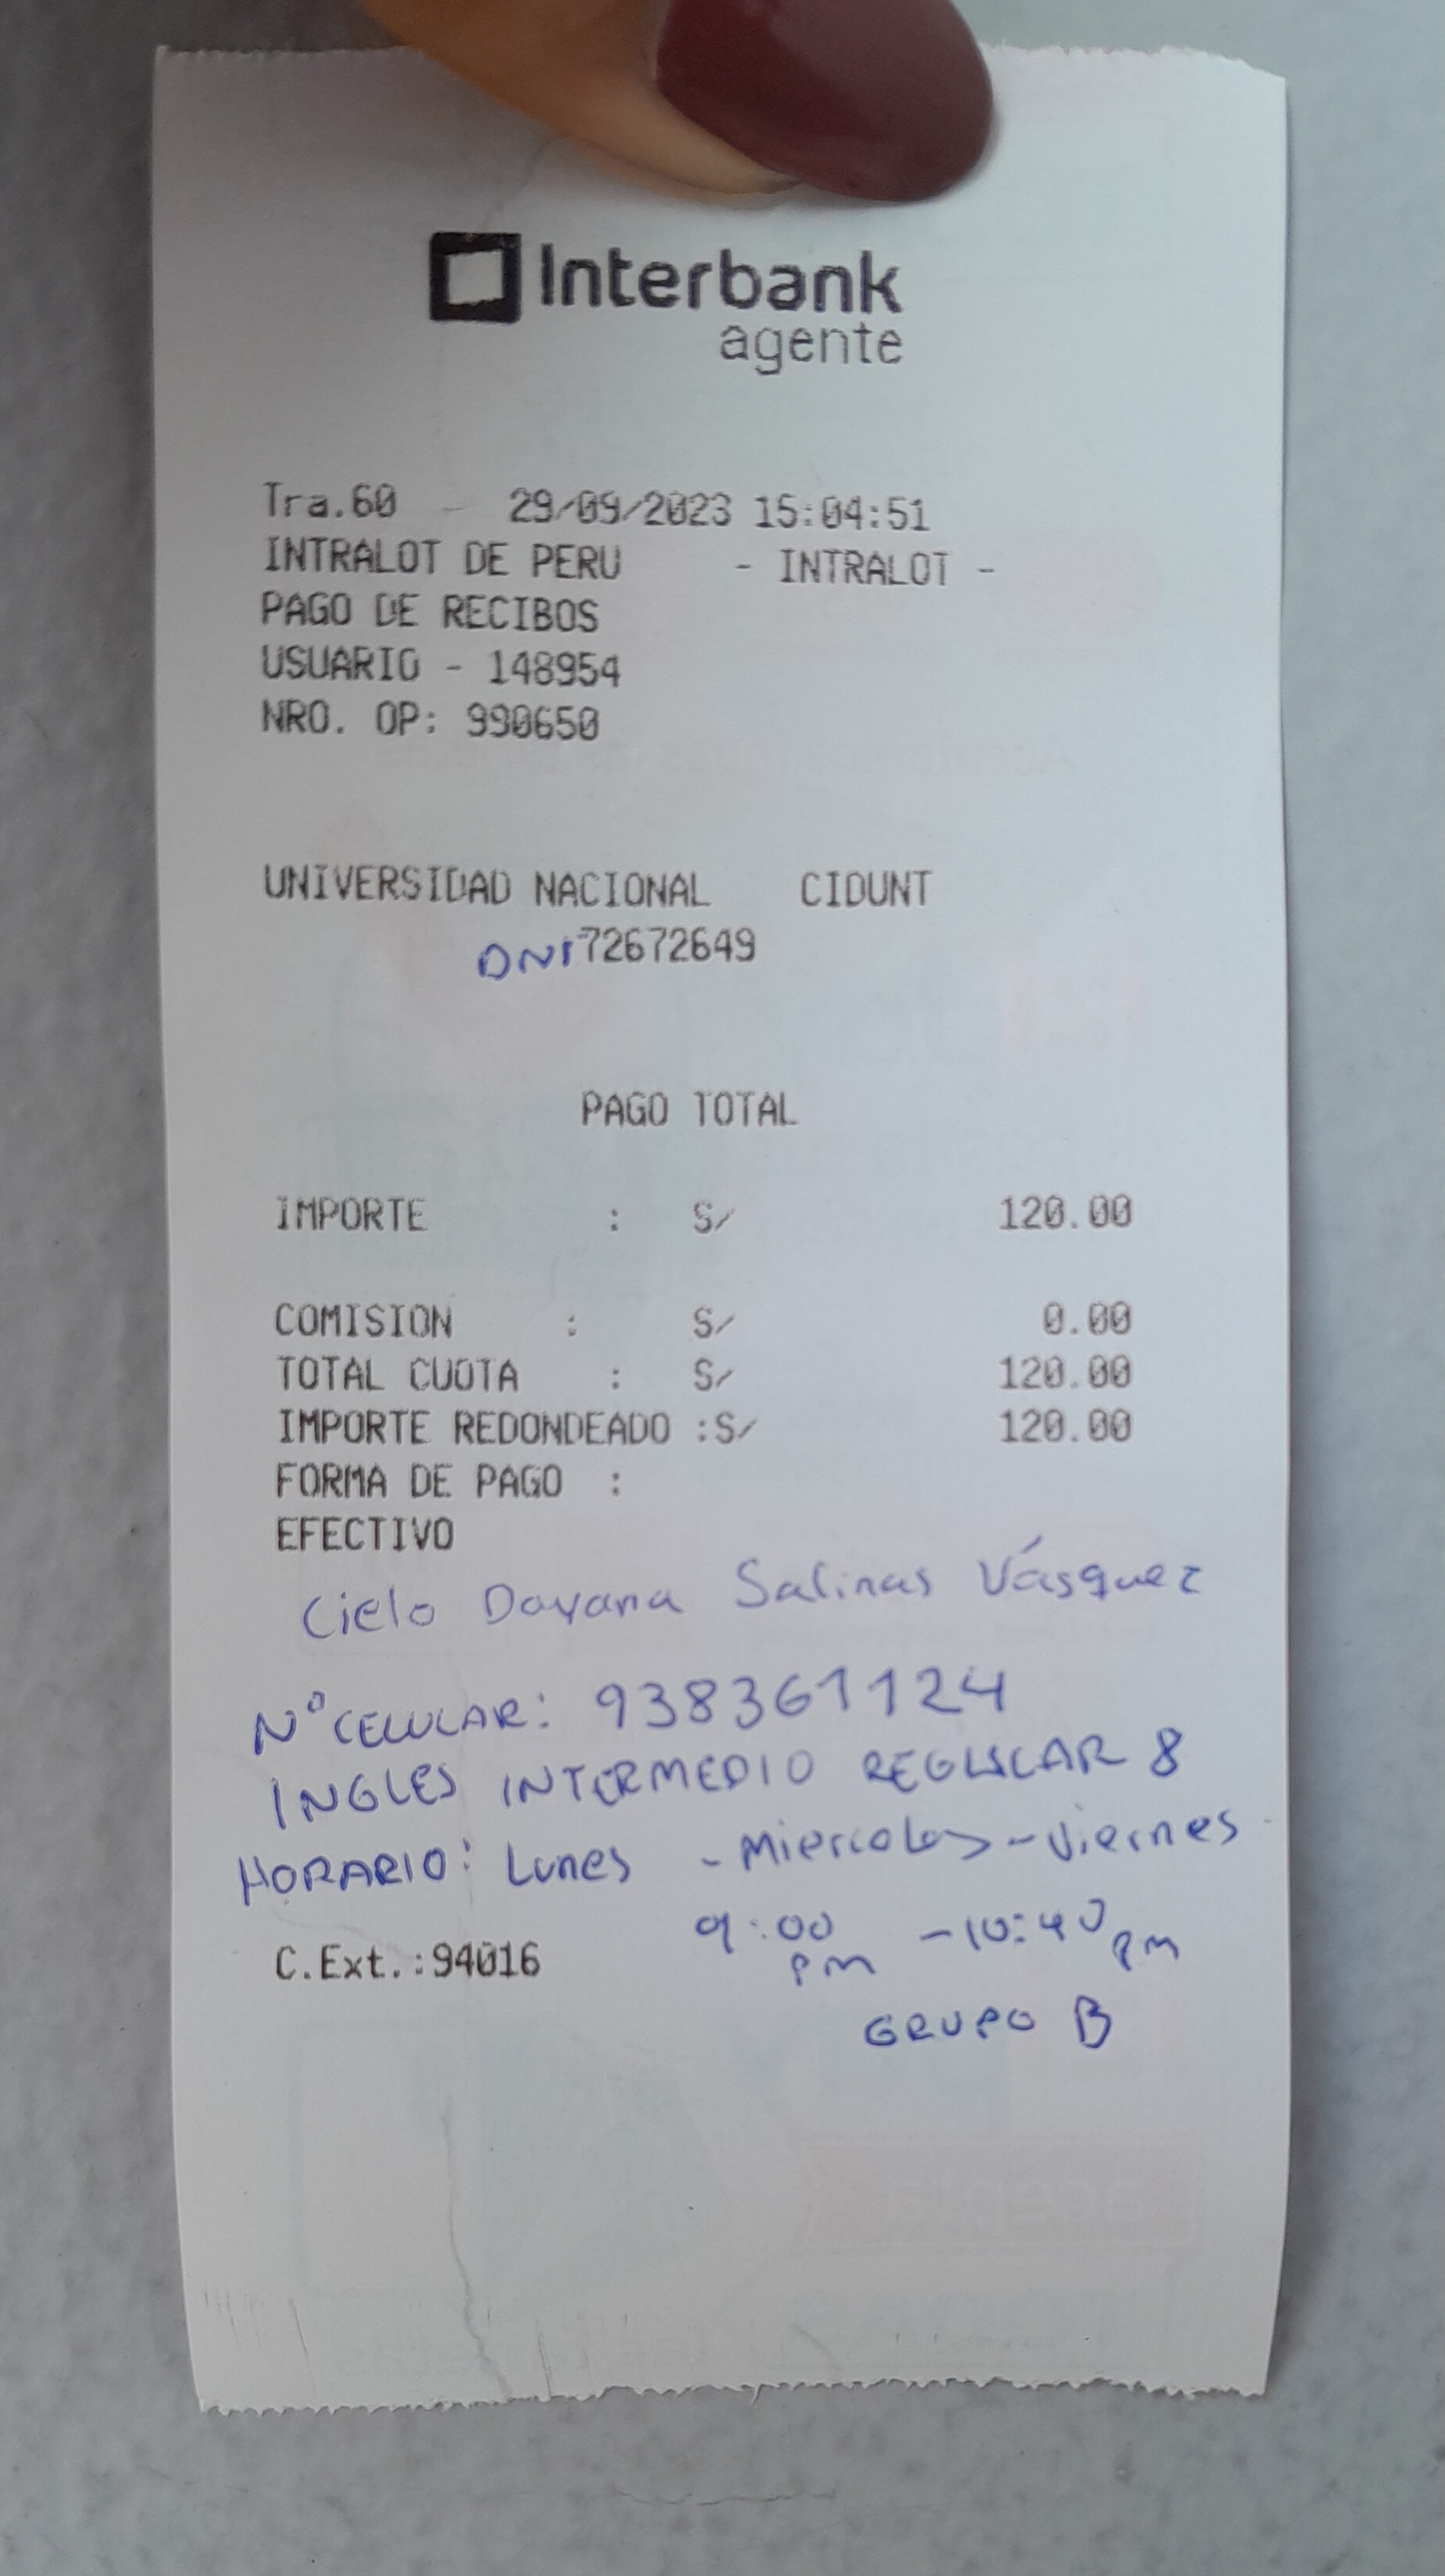 Interbank
agente
Tra.60 29/09/2023 15:04:51
INTRALOT DE PERU - INTRALOT -
PAGO DE RECIBOS
USUARIO - 148954
NRO. OP: 990650
UNIVERSIDAD NACIONAL CIDUNT
DNI 72672649
PAGO TOTAL
IMPORTE : S/ 120.00
COMISION : S/ 0.00
TOTAL CUOTA : S/ 120.00
IMPORTE REDONDEADO :S/ 120.00
FORMA DE PAGO :
EFECTIVO
Cielo Dayana Salinas Vásquez
N° CELULAR: 938361124
INGLES INTERMEDIO REGULAR 8
HORARIO: Lunes - Miercoles - Viernes
9:00 pm - 10:40 pm
C.Ext.:94016
GRUPO B